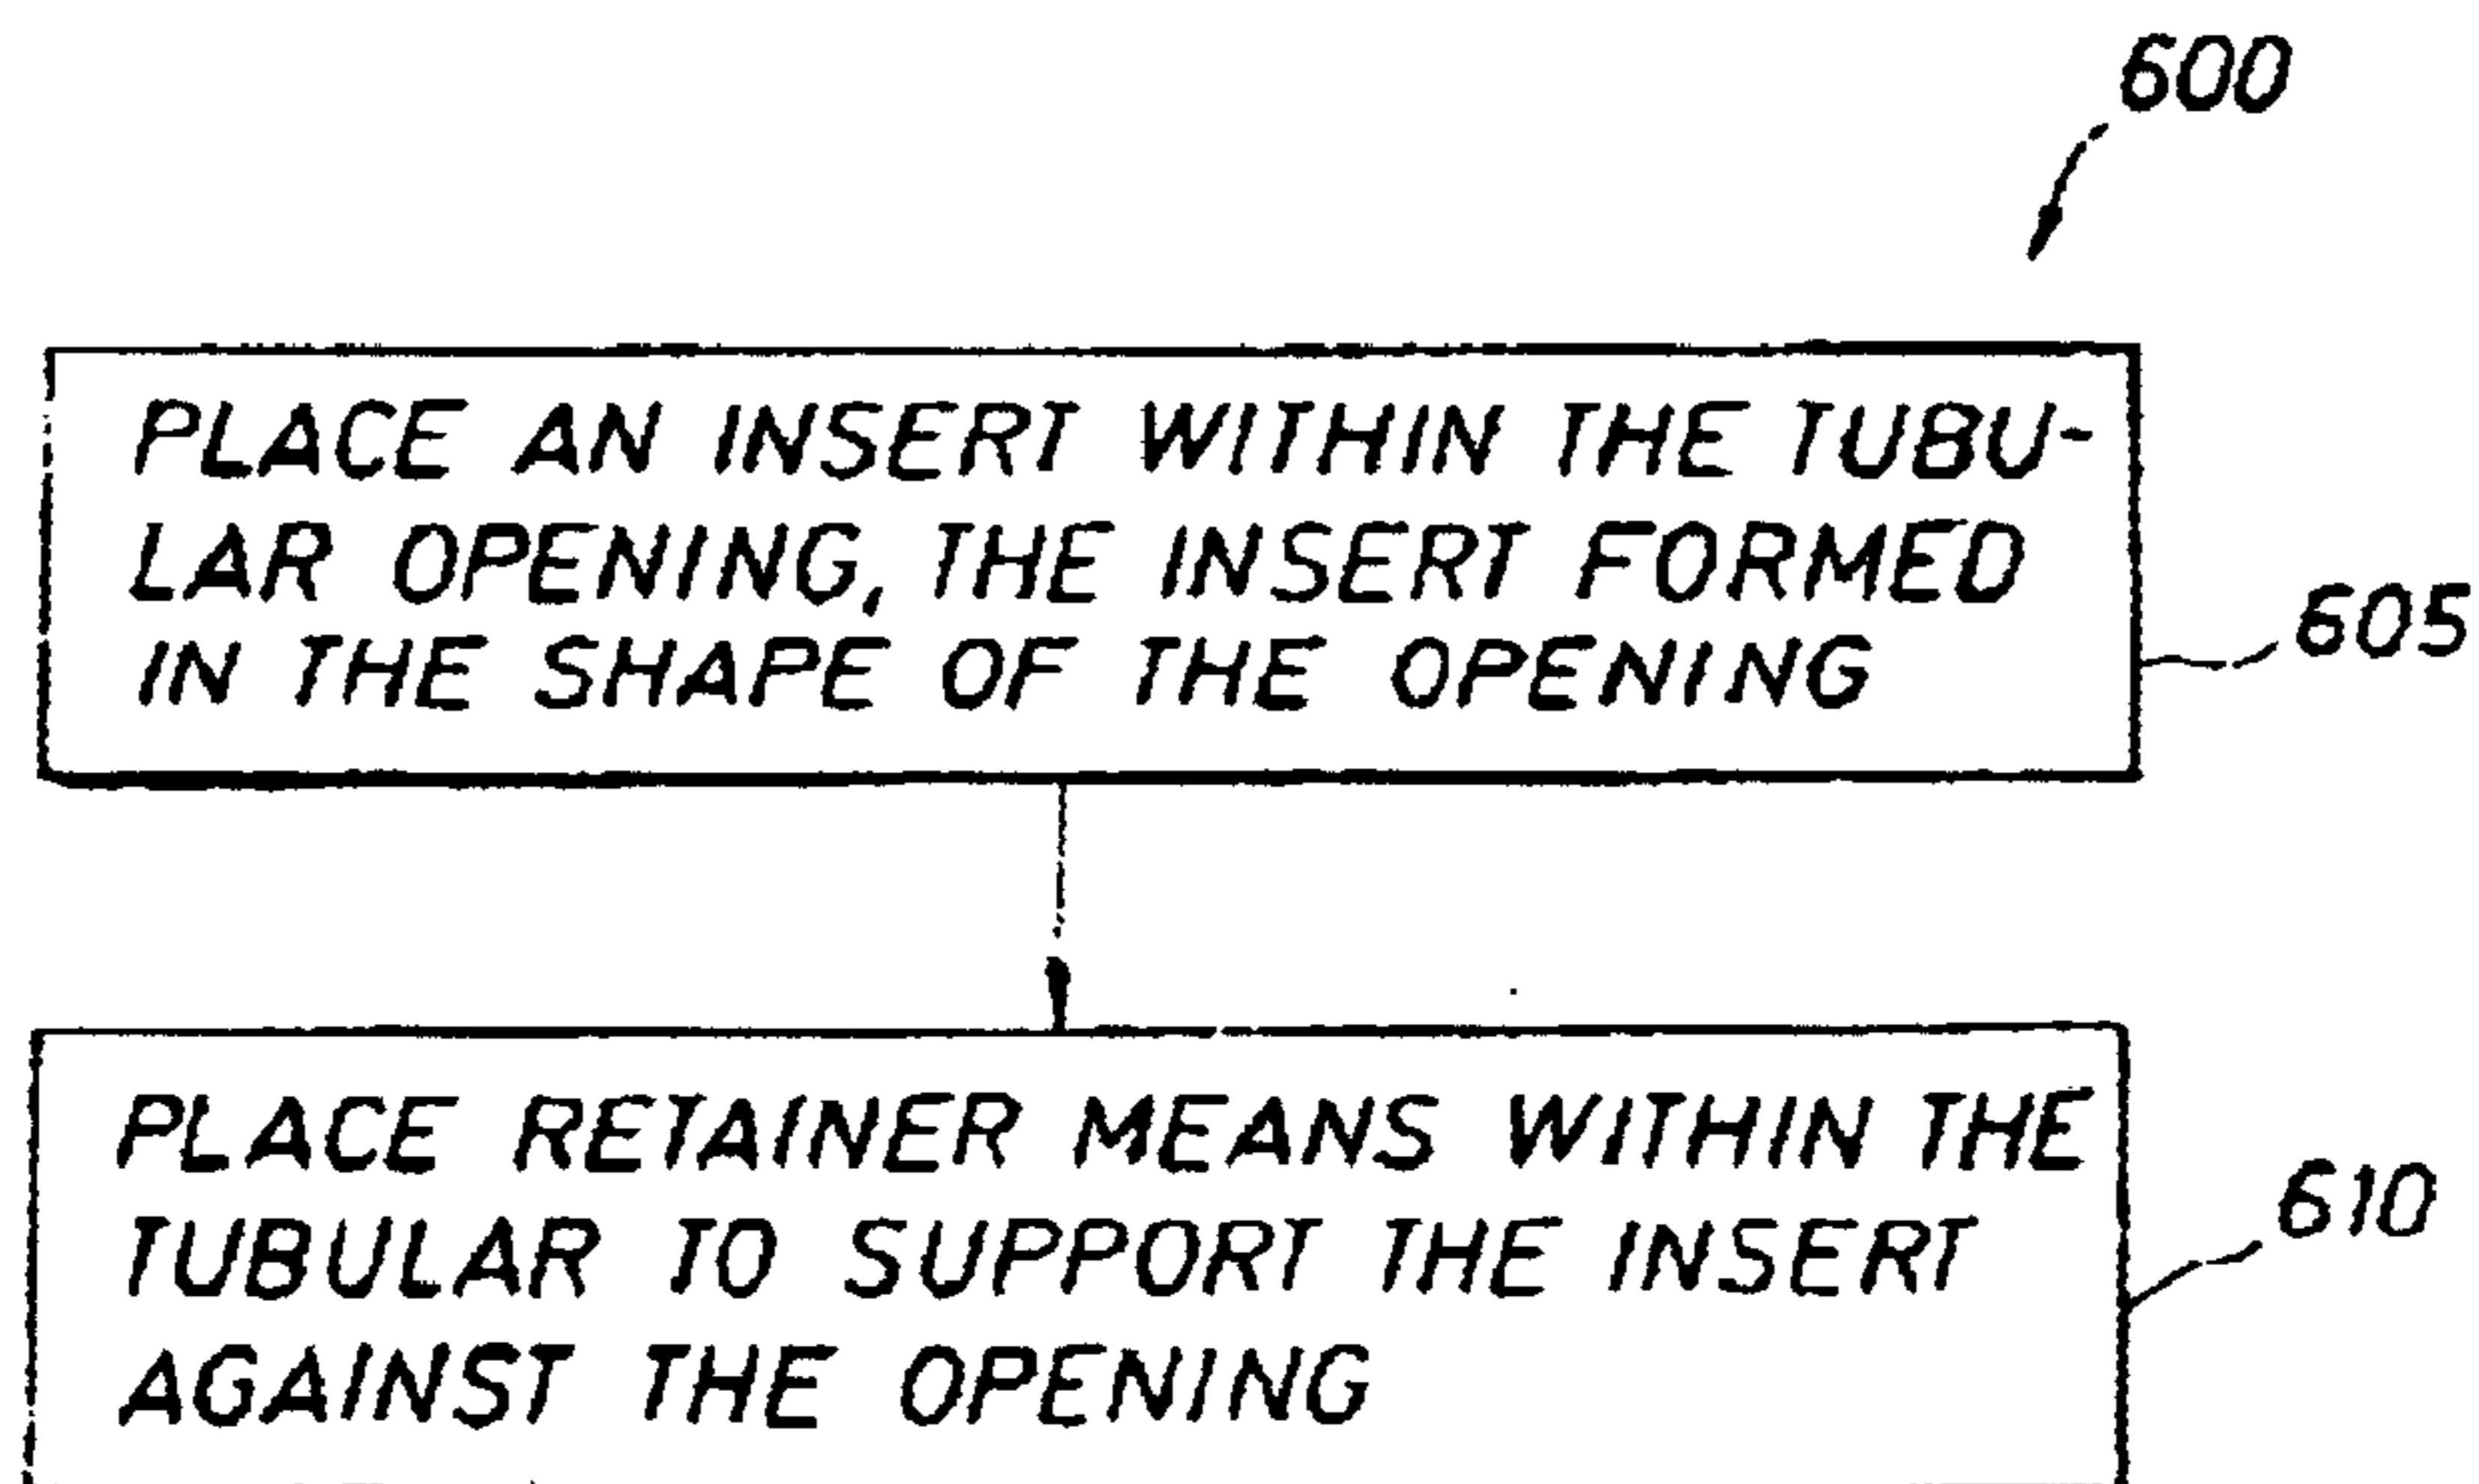 600
PLACE AN INSERT WITHIN THE TUBU-
LAR OPENING, THE INSERT FORMED
IN THE SHAPE OF THE OPENING
605
PLACE RETAINER MEANS WITHIN THE
TUBULAR TO SUPPORT THE INSERT
AGAINST THE OPENING
610